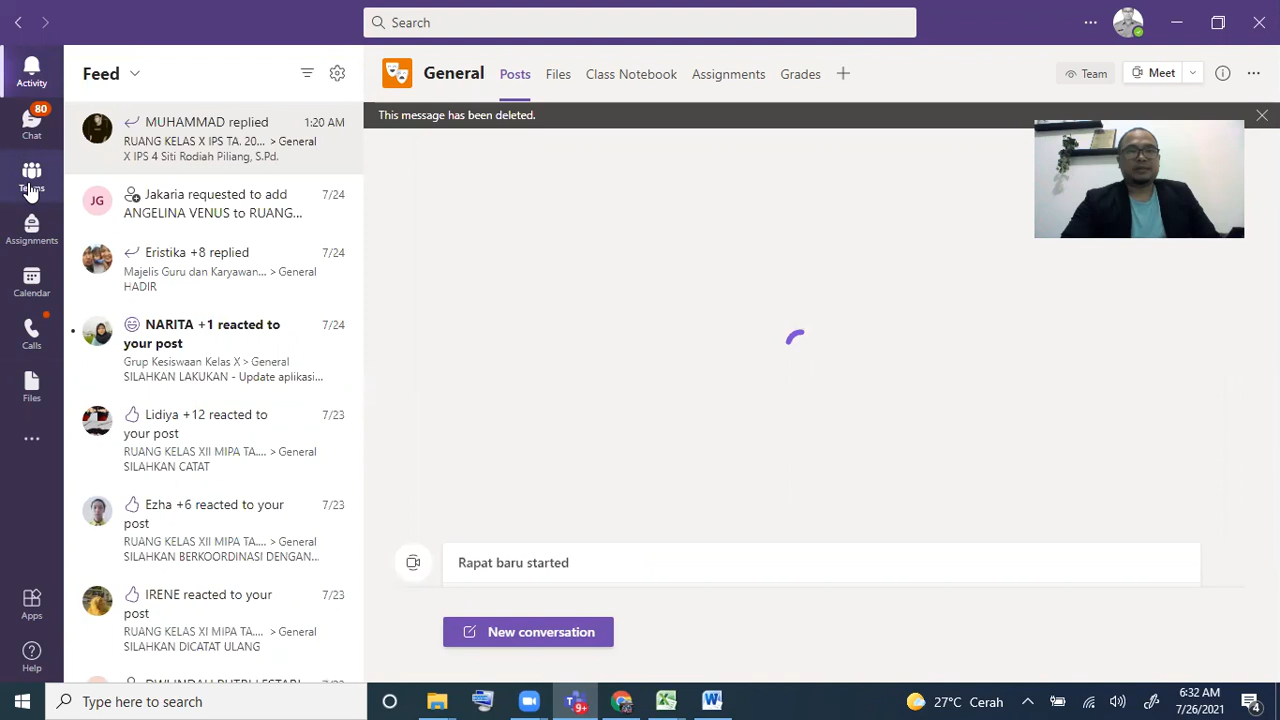 Search
Activity
80
Chat
Teams
Assignments
Calendar
Calls
Files
Apps
Help
Feed
MUHAMMAD replied
1:20 AM
RUANG KELAS X IPS TA. 20... > General
X IPS 4 Siti Rodiah Piliang, S.Pd.
JG
Jakaria requested to add
7/24
ANGELINA VENUS to RUANG...
Eristika +8 replied
7/24
Majelis Guru dan Karyawan... > General
HADIR
NARITA +1 reacted to
7/24
your post
Grup Kesiswaan Kelas X > General
SILAHKAN LAKUKAN - Update aplikasi...
Lidiya +12 reacted to
7/23
your post
RUANG KELAS XII MIPA TA.... > General
SILAHKAN CATAT
Ezha +6 reacted to your
7/23
post
RUANG KELAS XII MIPA TA.... > General
SILAHKAN BERKOORDINASI DENGAN...
IRENE reacted to your
7/23
post
RUANG KELAS XI MIPA TA.... > General
SILAHKAN DICATAT ULANG
General
Posts
Files
Class Notebook
Assignments
Grades
Team
Meet
This message has been deleted.
Rapat baru started
New conversation
Type here to search
9+
27°C Cerah
6:32 AM
7/26/2021
4